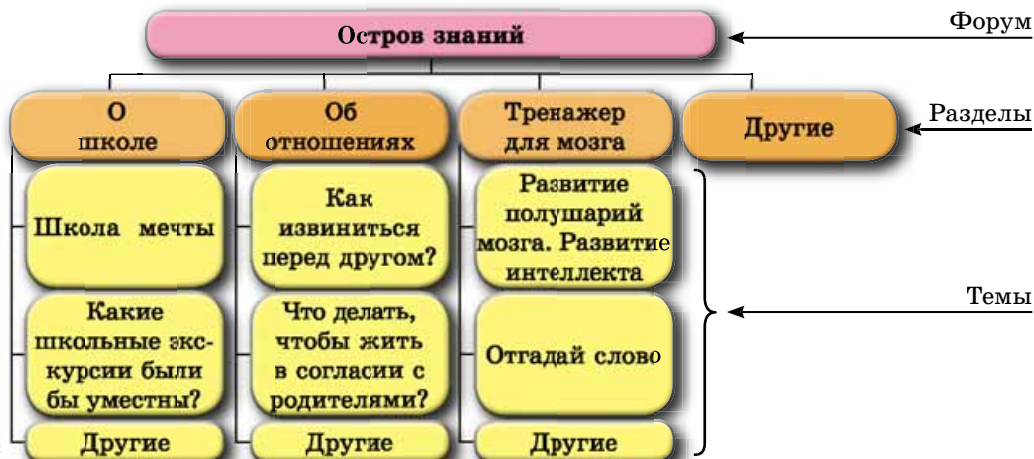 Остров знаний
Форум
О
школе
Об
отношениях
Тренажер
для мозга
Другие
Разделы
Школа мечты
Как
извиниться
перед другом?
Развитие
полушарий
мозга. Развитие
интеллекта
Какие
школьные экс-
курсии были
бы уместны?
Что делать,
чтобы жить
в согласии с
родителями?
Отгадай слово
Темы
Другие
Другие
Другие